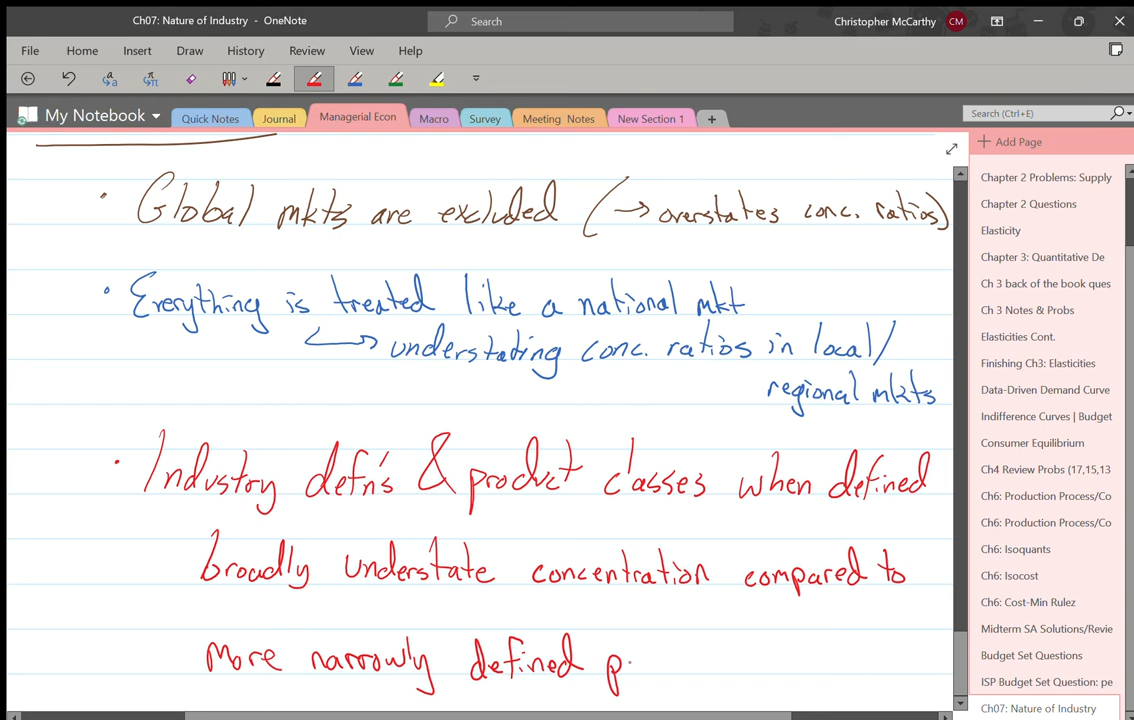 Ch07: Nature of Industry - OneNote
Search
Christopher McCarthy
CM
File Home Insert Draw History Review View Help
My Notebook
Quick Notes
Journal
Managerial Econ
Macro
Survey
Meeting Notes
New Section 1
Search (Ctrl+E)
Add Page
Chapter 2 Problems: Supply
Chapter 2 Questions
Elasticity
Chapter 3: Quantitative De
Ch 3 back of the book ques
Ch 3 Notes & Probs
Elasticities Cont.
Finishing Ch3: Elasticities
Data-Driven Demand Curve
Indifference Curves | Budget
Consumer Equilibrium
Ch4 Review Probs (17,15,13
Ch6: Production Process/Co
Ch6: Production Process/Co
Ch6: Isoquants
Ch6: Isocost
Ch6: Cost-Min Rulez
Midterm SA Solutions/Revie
Budget Set Questions
ISP Budget Set Question: pe
Ch07: Nature of Industry
• Global mkts are excluded (→ overstates conc. ratios)
• Everything is treated like a national mkt
→ understating conc. ratios in local/
regional mkts
• Industry defn's & product classes when defined
broadly understate concentration compared to
more narrowly defined p